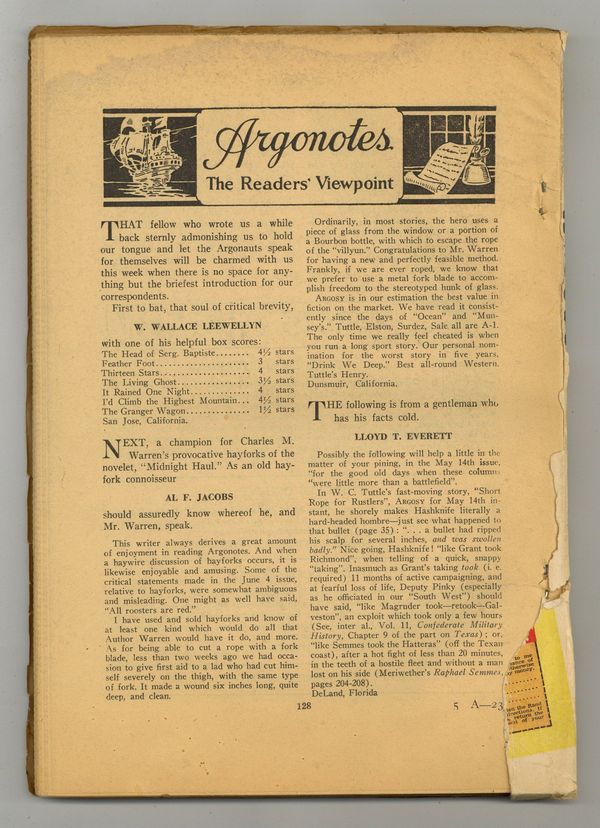 Argonotes.
The Readers' Viewpoint
THAT fellow who wrote us a while
back sternly admonishing us to hold
our tongue and let the Argonauts speak
for themselves will be charmed with us
this week when there is no space for any-
thing but the briefest introduction for our
correspondents.
First to bat, that soul of critical brevity,
W. WALLACE LEEWELLYN
with one of his helpful box scores:
The Head of Serg. Baptiste........ 4½ stars
Feather Foot..................... 3 stars
Thirteen Stars.................... 4 stars
The Living Ghost................. 3½ stars
It Rained One Night.............. 4 stars
I'd Climb the Highest Mountain... 4½ stars
The Granger Wagon.............. 1½ stars
San Jose, California.
NEXT, a champion for Charles M.
Warren's provocative hayforks of the
novelet, "Midnight Haul." As an old hay-
fork connoisseur
AL F. JACOBS
should assuredly know whereof he, and
Mr. Warren, speak.
This writer always derives a great amount
of enjoyment in reading Argonotes. And when
a haywire discussion of hayforks occurs, it is
likewise enjoyable and amusing. Some of the
critical statements made in the June 4 issue,
relative to hayforks, were somewhat ambiguous
and misleading. One might as well have said,
"All roosters are red."
I have used and sold hayforks and know of
at least one kind which would do all that
Author Warren would have it do, and more.
As for being able to cut a rope with a fork
blade, less than two weeks ago we had occa-
sion to give first aid to a lad who had cut him-
self severely on the thigh, with the same type
of fork. It made a wound six inches long, quite
deep, and clean.
Ordinarily, in most stories, the hero uses a
piece of glass from the window or a portion of
a Bourbon bottle, with which to escape the rope
of the "villyun." Congratulations to Mr. Warren
for having a new and perfectly feasible method.
Frankly, if we are ever roped, we know that
we prefer to use a metal fork blade to accom-
plish freedom to the stereotyped hunk of glass.
ARGOSY is in our estimation the best value in
fiction on the market. We have read it consist-
ently since the days of "Ocean" and "Mun-
sey's." Tuttle, Elston, Surdez, Sale all are A-1.
The only time we really feel cheated is when
you run a long sport story. Our personal nom-
ination for the worst story in five years,
"Drink We Deep." Best all-round Western.
Tuttle's Henry.
Dunsmuir, California.
THE following is from a gentleman who
has his facts cold.
LLOYD T. EVERETT
Possibly the following will help a little in the
matter of your pining, in the May 14th issue,
"for the good old days when these columns
"were little more than a battlefield".
In W. C. Tuttle's fast-moving story, "Short
Rope for Rustlers", ARGOSY for May 14th in-
stant, he shorely makes Hashknife literally a
hard-headed hombre—just see what happened to
that bullet (page 35): ". . . a bullet had ripped
his scalp for several inches, and was swollen
badly." Nice going, Hashknife! "like Grant took
Richmond", when telling of a quick, snappy
"taking". Inasmuch as Grant's taking took (i. e.
required) 11 months of active campaigning, and
at fearful loss of life, Deputy Pinky (especially
as he officiated in our "South West") should
have said, "like Magruder took—retook—Gal-
veston", an exploit which took only a few hours
(See, inter al., Vol. 11, Confederate Military
History, Chapter 9 of the part on Texas); or,
"like Semmes took the Hatteras" (off the Texan
coast), after a hot fight of less than 20 minutes,
in the teeth of a hostile fleet and without a man
lost on his side (Meriwether's Raphael Semmes,
pages 204-208).
DeLand, Florida
128
5 A—23
to me
otherwise
money.
return the
of your